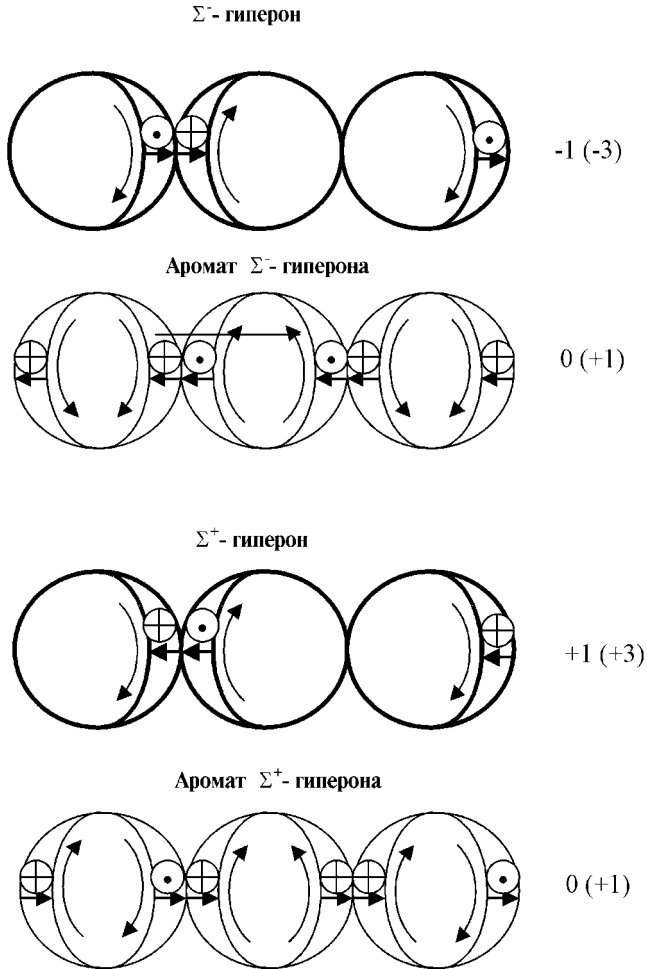 Σ⁻- гиперон
-1 (-3)
Аромат Σ⁻- гиперона
0 (+1)
Σ⁺- гиперон
+1 (+3)
Аромат Σ⁺- гиперона
0 (+1)